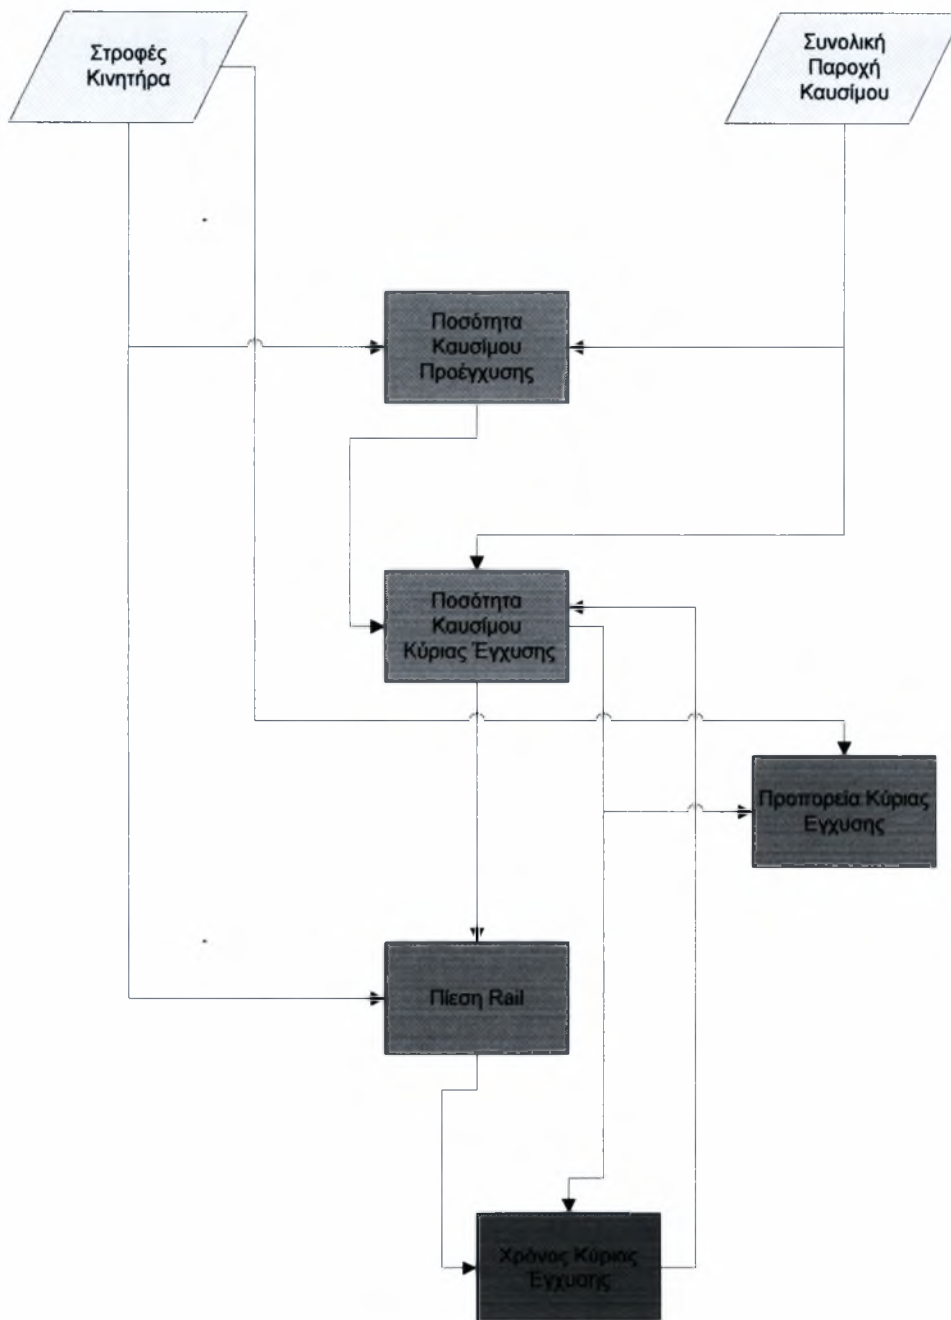 Στροφές
Κινητήρα
Συνολική
Παροχή
Καυσίμου
Ποσότητα
Καυσίμου
Προέγχυσης
Ποσότητα
Καυσίμου
Κύριας Έγχυσης
Προπορεία Κύριας
Εγχυσης
Πίεση Rail
Χρόνος Κύριας
Έγχυσης